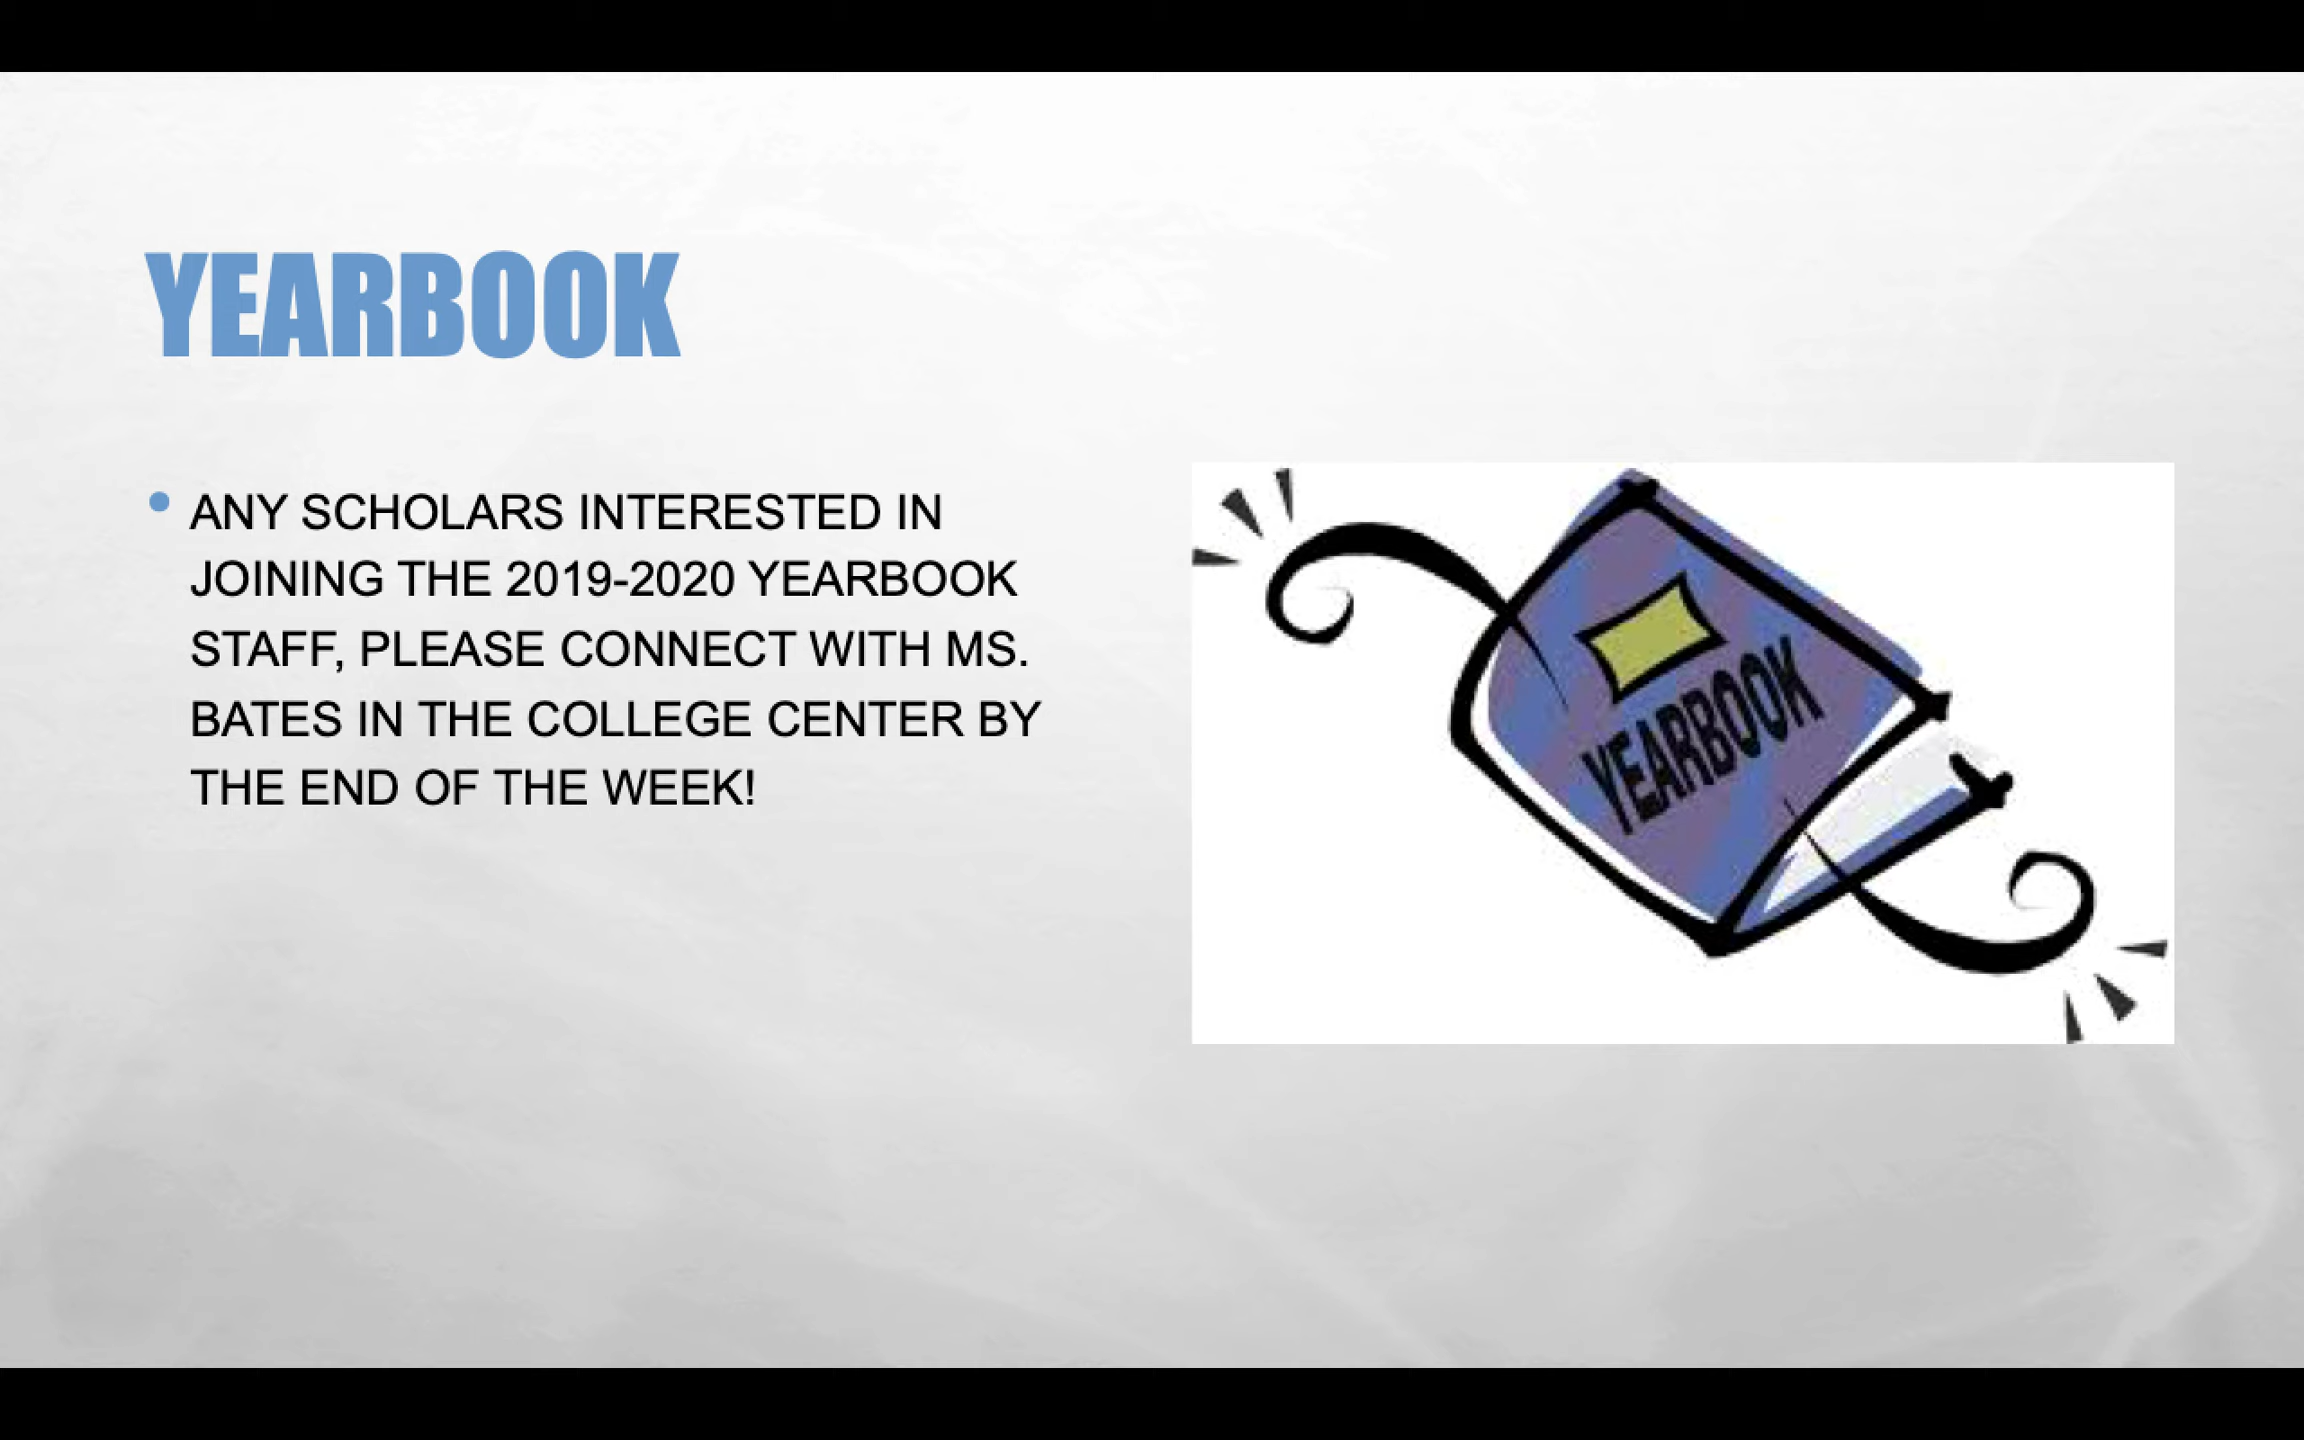 YEARBOOK
• ANY SCHOLARS INTERESTED IN
JOINING THE 2019-2020 YEARBOOK
STAFF, PLEASE CONNECT WITH MS.
BATES IN THE COLLEGE CENTER BY
THE END OF THE WEEK!
YEARBOOK